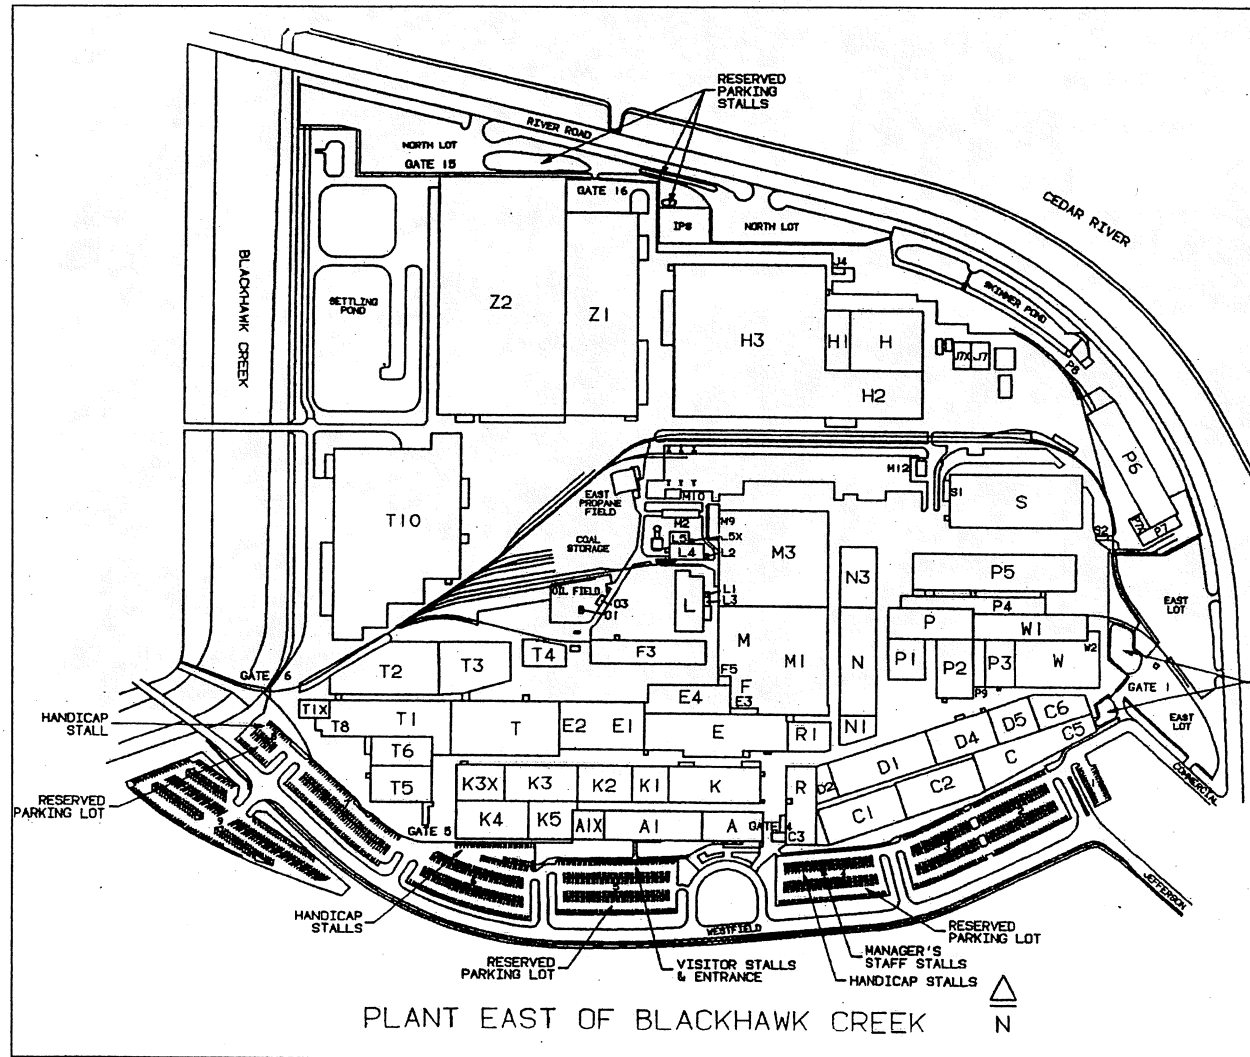 RESERVED
PARKING
STALLS
RIVER ROAD
NORTH LOT
GATE 15
GATE 16
IPS
NORTH LOT
CEDAR RIVER
BLACKHAWK CREEK
SETTLING
POND
Z2
Z1
J4
SKIMMER POND
H3
H1
H
H2
J7X
J7
P8
P6
P7X
P7
T10
EAST
PROPANE
FIELD
M10
M12
S1
S
S2
COAL
STORAGE
M2
M9
L5
L5X
L4
L2
M3
N3
P5
OIL FIELD
O3
O1
L
L1
L3
P4
P
W1
W2
EAST
LOT
M
M1
N
P1
P2
P3
W
P9
GATE 1
T2
T3
T4
F3
F5
F
E4
E3
GATE 6
HANDICAP
STALL
T1X
T8
T1
T
E2
E1
E
R1
N1
D5
C6
C5
EAST
LOT
COMMERCIAL
T6
T5
D1
D4
C
D2
C1
C2
RESERVED
PARKING LOT
K3X
K3
K2
K1
K
R
K4
K5
A1X
A1
A
GATE 4
C3
GATE 5
JEFFERSON
HANDICAP
STALLS
WESTFIELD
RESERVED
PARKING LOT
RESERVED
PARKING LOT
VISITOR STALLS
& ENTRANCE
MANAGER'S
STAFF STALLS
HANDICAP STALLS
PLANT EAST OF BLACKHAWK CREEK
N